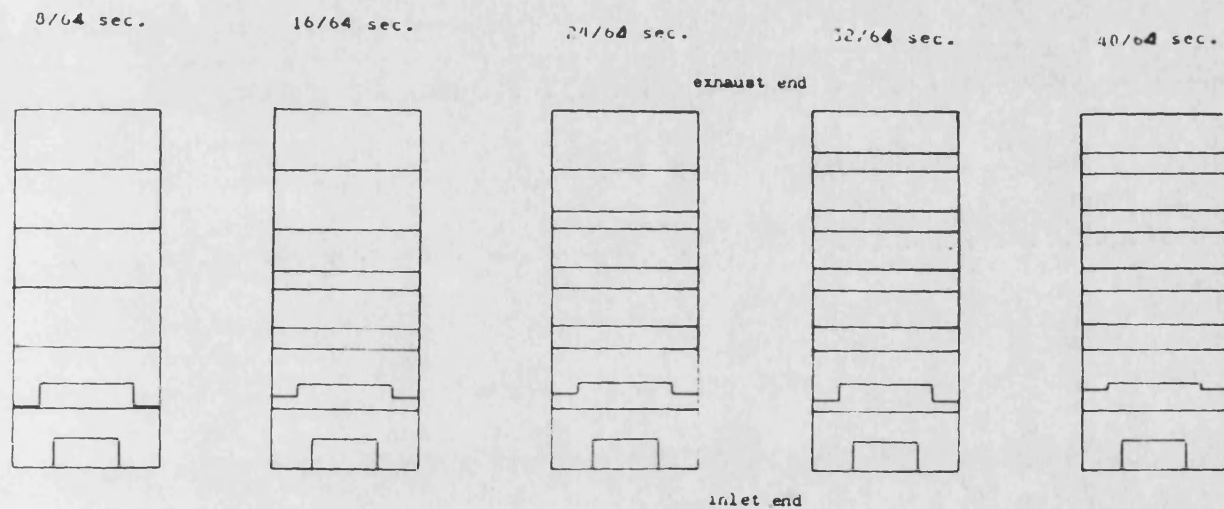 8/64 sec.
16/64 sec.
24/64 sec.
32/64 sec.
40/64 sec.
exhaust end
inlet end